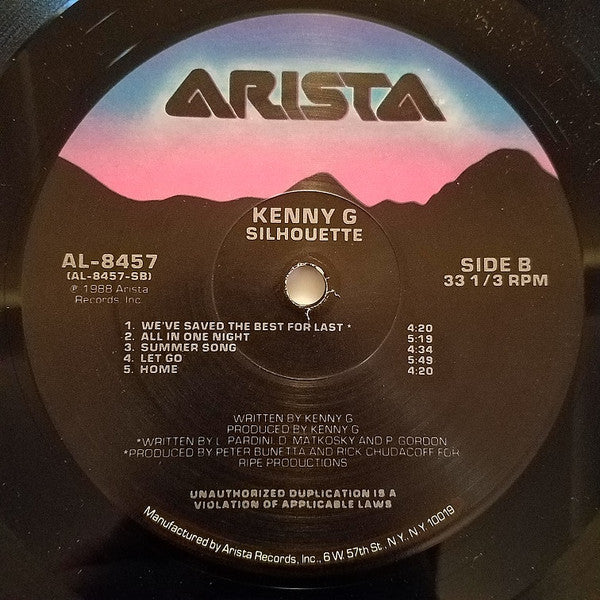 ARISTA
KENNY G
SILHOUETTE
AL-8457
(AL-8457-SB)
℗ 1988 Arista
Records, Inc.
SIDE B
33 1/3 RPM
1. WE'VE SAVED THE BEST FOR LAST * 4:20
2. ALL IN ONE NIGHT 5:19
3. SUMMER SONG 4:34
4. LET GO 5:49
5. HOME 4:20
WRITTEN BY KENNY G
PRODUCED BY KENNY G
*WRITTEN BY L. PARDINI, D. MATKOSKY AND P. GORDON
*PRODUCED BY PETER BUNETTA AND RICK CHUDACOFF FOR
RIPE PRODUCTIONS
UNAUTHORIZED DUPLICATION IS A
VIOLATION OF APPLICABLE LAWS
Manufactured by Arista Records, Inc., 6 W. 57th St., N.Y., N.Y. 10019